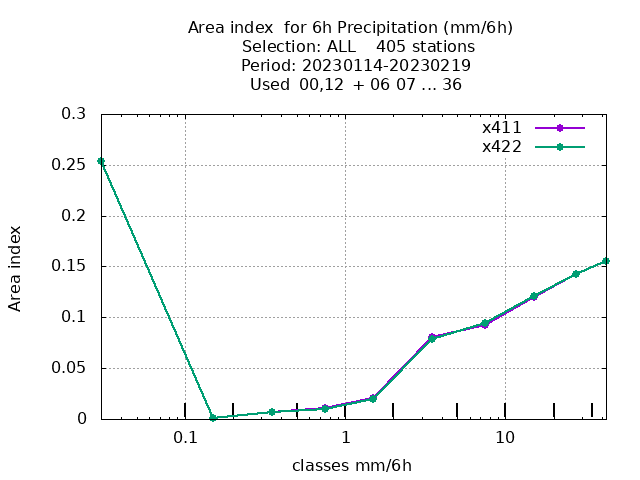 Area index  for 6h Precipitation (mm/6h)
Selection: ALL    405 stations
Period: 20230114-20230219
Used  00,12  + 06 07 ... 36
x411
x422
0.3
0.25
0.2
0.15
0.1
0.05
0
Area index
0.1
1
10
classes mm/6h